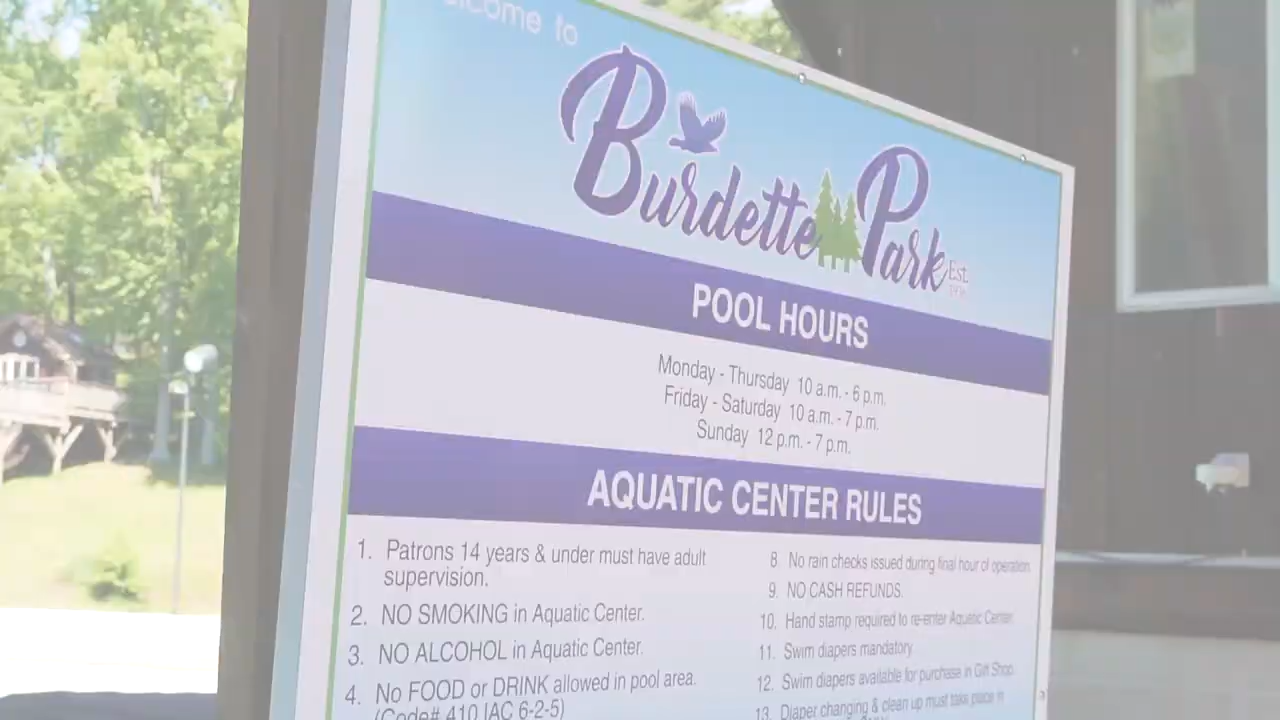 to
Burdette Park
Est.
POOL HOURS
Monday - Thursday 10 a.m. - 6 p.m.
Friday - Saturday 10 a.m. - 7 p.m.
Sunday 12 p.m. - 7 p.m.
AQUATIC CENTER RULES
1. Patrons 14 years & under must have adult
supervision.
2. NO SMOKING in Aquatic Center.
3. NO ALCOHOL in Aquatic Center.
4. No FOOD or DRINK allowed in pool area.
(Code# 410 IAC 6-2-5)
8. No rain checks issued during final hour of operation.
9. NO CASH REFUNDS.
10. Hand stamp required to re-enter Aquatic Center.
11. Swim diapers mandatory
12. Swim diapers available for purchase in Gift Shop.
13. Diaper changing & clean up must take place in